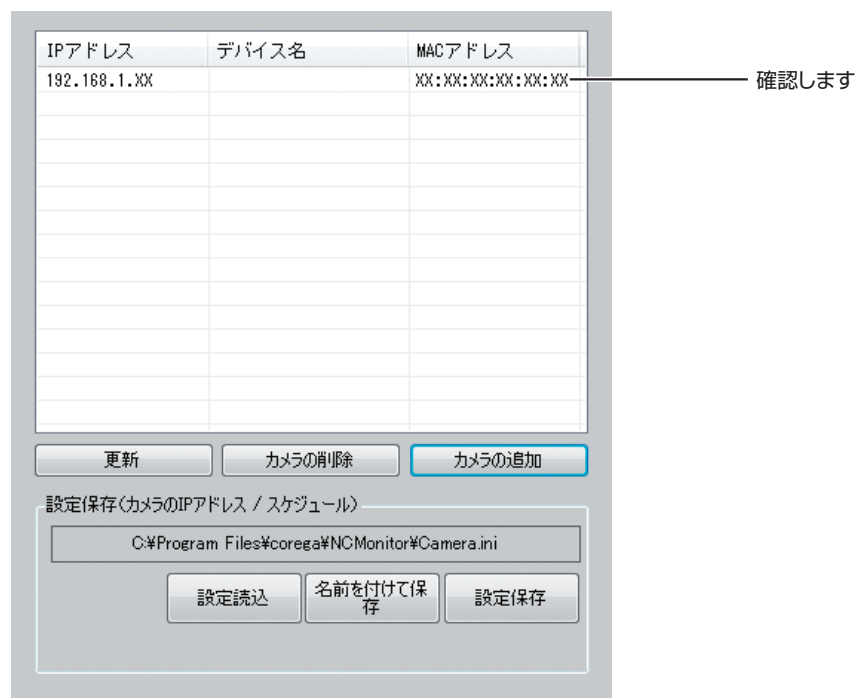 IPアドレス デバイス名 MACアドレス
192.168.1.XX XX:XX:XX:XX:XX:XX 確認します
更新 カメラの削除 カメラの追加
設定保存(カメラのIPアドレス / スケジュール)
C:¥Program Files¥corega¥NCMonitor¥Camera.ini
設定読込 名前を付けて保存 設定保存